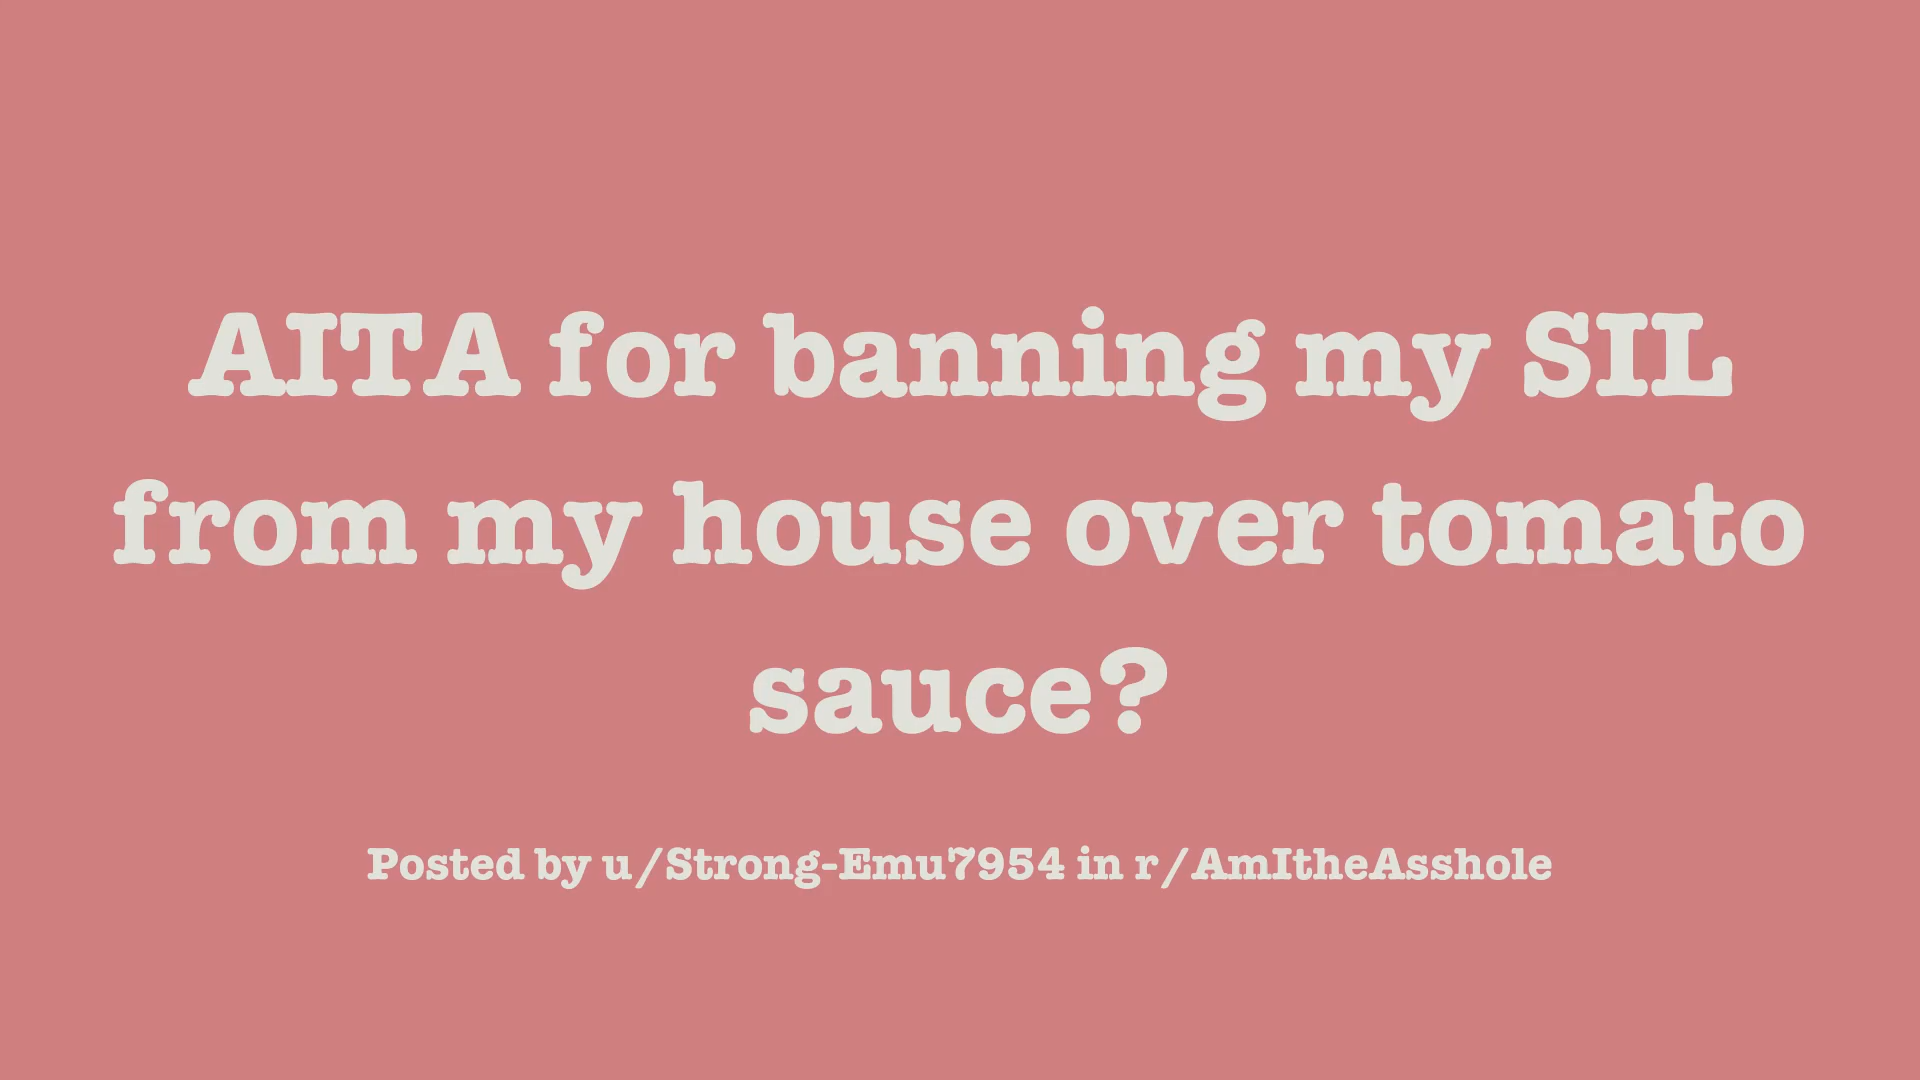 AITA for banning my SIL
from my house over tomato
sauce?
Posted by u/Strong-Emu7954 in r/AmItheAsshole